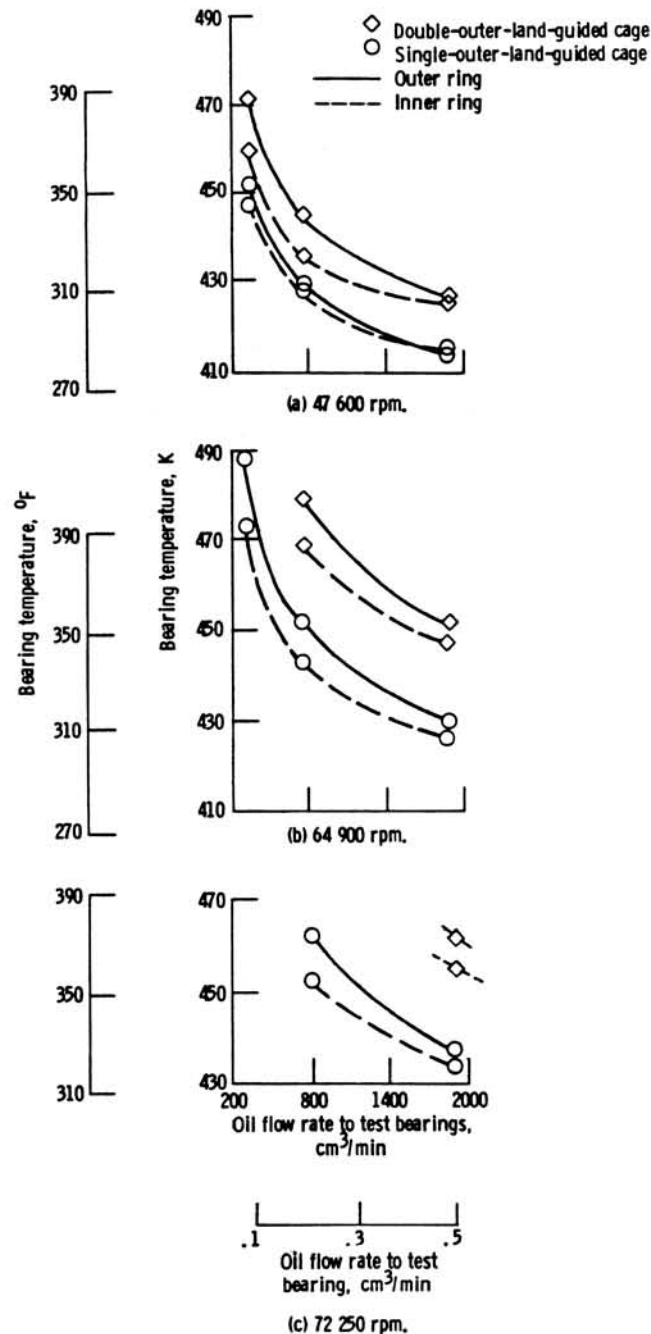 490
Double-outer-land-guided cage
Single-outer-land-guided cage
Outer ring
Inner ring
390
470
350
450
310
430
270
410
(a) 47 600 rpm.
490
390
470
350
450
310
430
270
410
Bearing temperature, °F
Bearing temperature, K
(b) 64 900 rpm.
390
470
350
450
310
430
200 800 1400 2000
Oil flow rate to test bearings,
cm3/min
.1 .3 .5
Oil flow rate to test
bearing, cm3/min
(c) 72 250 rpm.